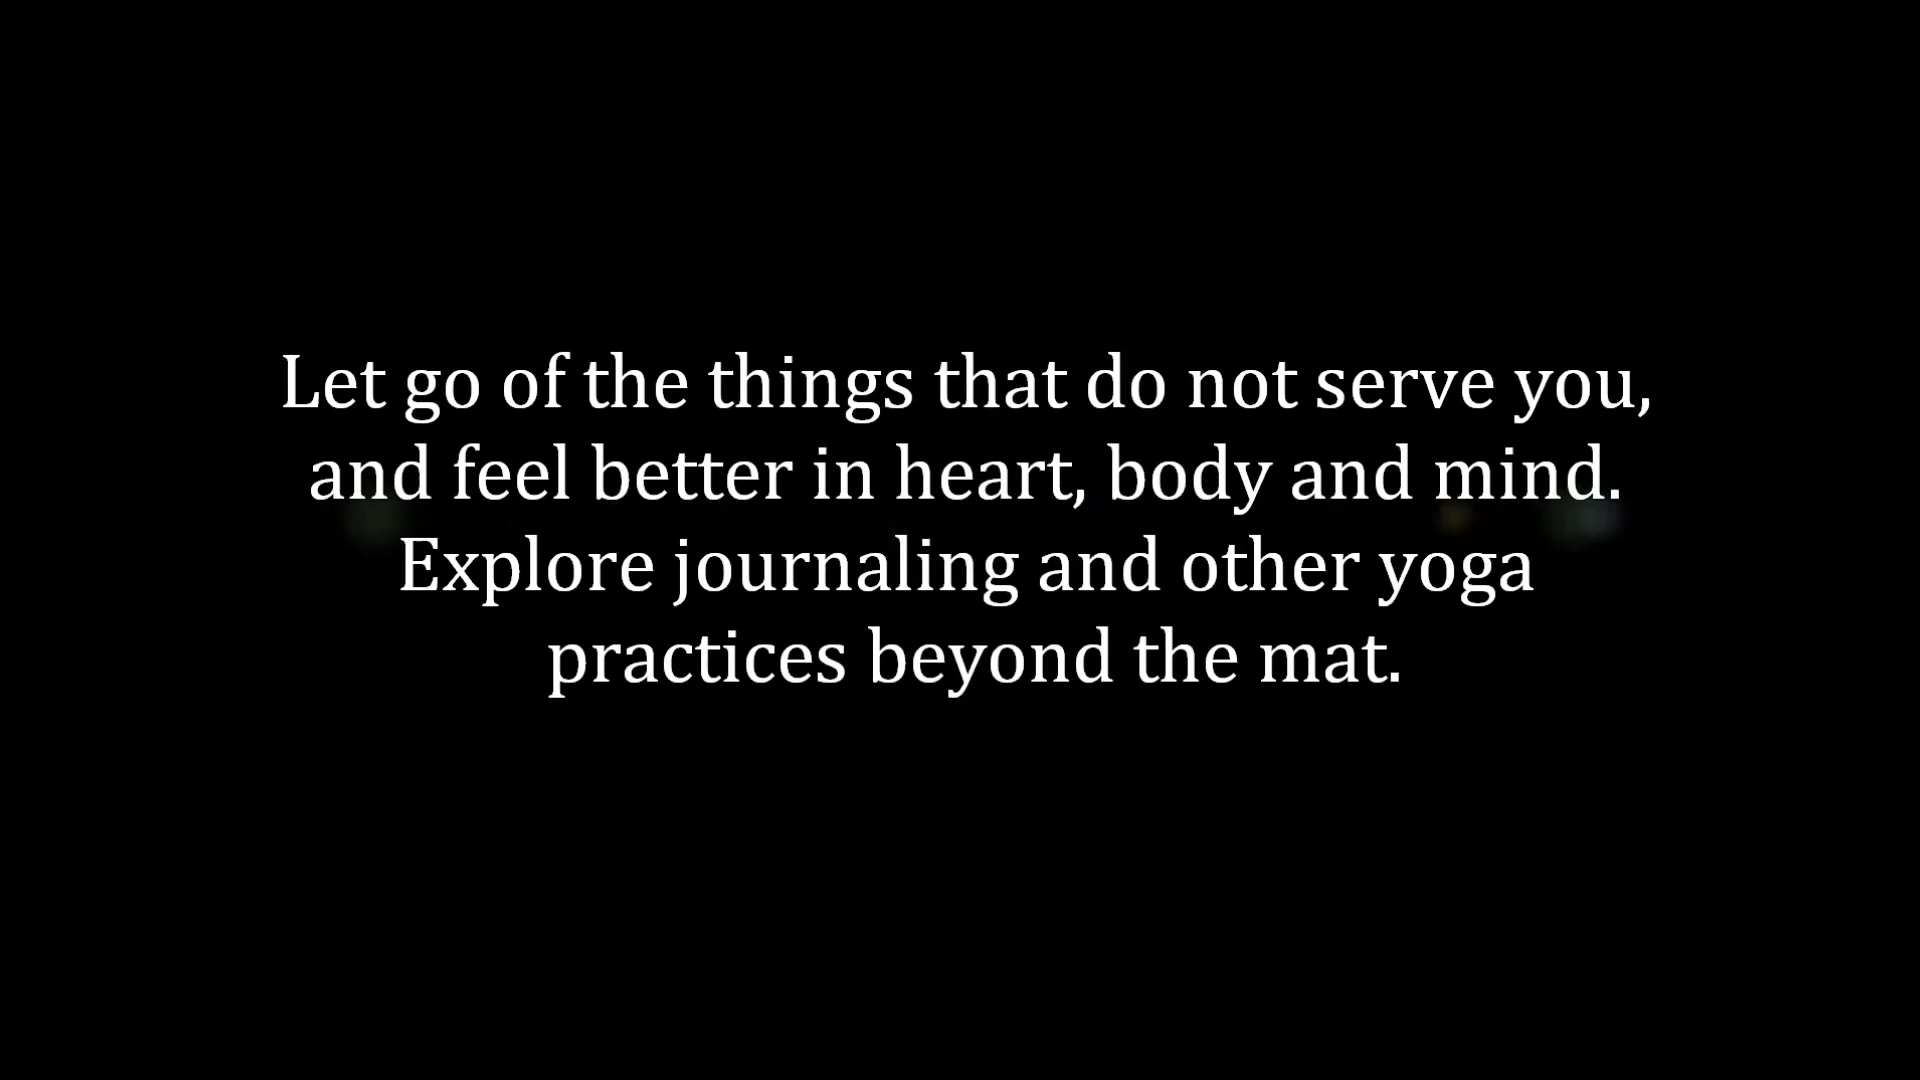 Let go of the things that do not serve you,
and feel better in heart, body and mind.
Explore journaling and other yoga
practices beyond the mat.